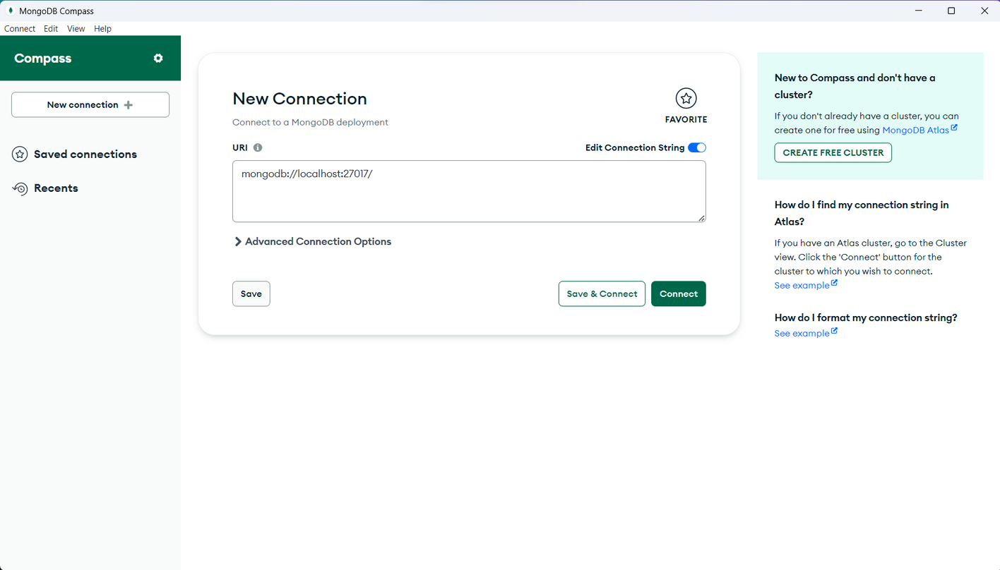 MongoDB Compass
Connect Edit View Help
Compass
New connection
Saved connections
Recents
New Connection
Connect to a MongoDB deployment
FAVORITE
URI
Edit Connection String
mongodb://localhost:27017/
Advanced Connection Options
Save
Save & Connect
Connect
New to Compass and don't have a
cluster?
If you don't already have a cluster, you can
create one for free using MongoDB Atlas
CREATE FREE CLUSTER
How do I find my connection string in
Atlas?
If you have an Atlas cluster, go to the Cluster
view. Click the 'Connect' button for the
cluster to which you wish to connect.
See example
How do I format my connection string?
See example